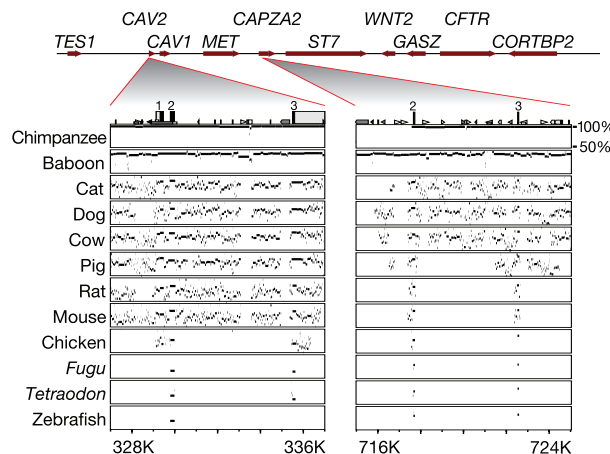 CAV2 CAPZA2 WNT2 CFTR
TES1 CAV1 MET ST7 GASZ CORTBP2
1 2 3 2 3
Chimpanzee 100%
50%
Baboon
Cat
Dog
Cow
Pig
Rat
Mouse
Chicken
Fugu
Tetraodon
Zebrafish
328K 336K 716K 724K